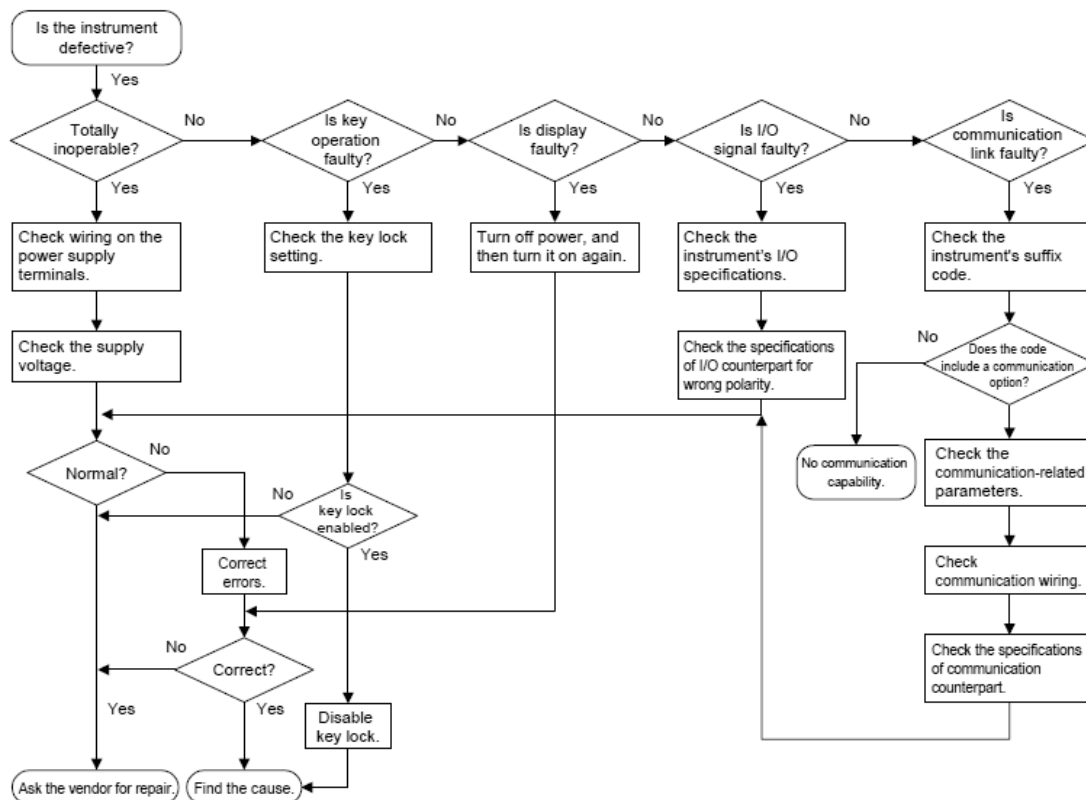 Is the instrument
defective?
Yes
Totally
inoperable?
No
Is key
operation
faulty?
No
Is display
faulty?
No
Is I/O
signal faulty?
No
Is
communication
link faulty?
Yes
Yes
Yes
Yes
Yes
Check wiring on the
power supply
terminals.
Check the key lock
setting.
Turn off power, and
then turn it on again.
Check the
instrument's I/O
specifications.
Check the
instrument's suffix
code.
Check the supply
voltage.
Check the specifications
of I/O counterpart for
wrong polarity.
No
Does the code
include a communication
option?
Normal?
No
No communication
capability.
Check the
communication-related
parameters.
No
Is
key lock
enabled?
Yes
Correct
errors.
Check
communication wiring.
No
Correct?
Yes
Yes
Check the specifications
of communication
counterpart.
Disable
key lock.
Ask the vendor for repair.
Find the cause.